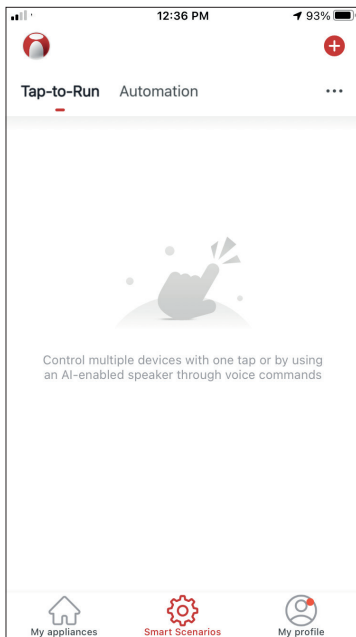 12:36 PM
93%
Tap-to-Run
Automation
Control multiple devices with one tap or by using
an AI-enabled speaker through voice commands
My appliances
Smart Scenarios
My profile